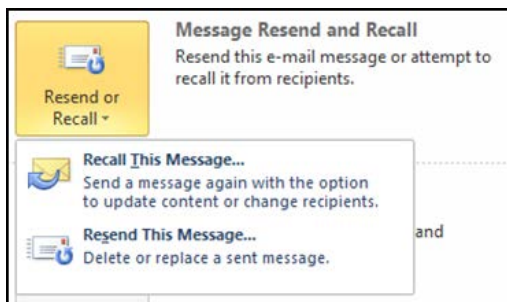 Message Resend and Recall
Resend this e-mail message or attempt to
recall it from recipients.
Resend or
Recall
Recall This Message...
Send a message again with the option
to update content or change recipients.
Resend This Message...
Delete or replace a sent message.
and